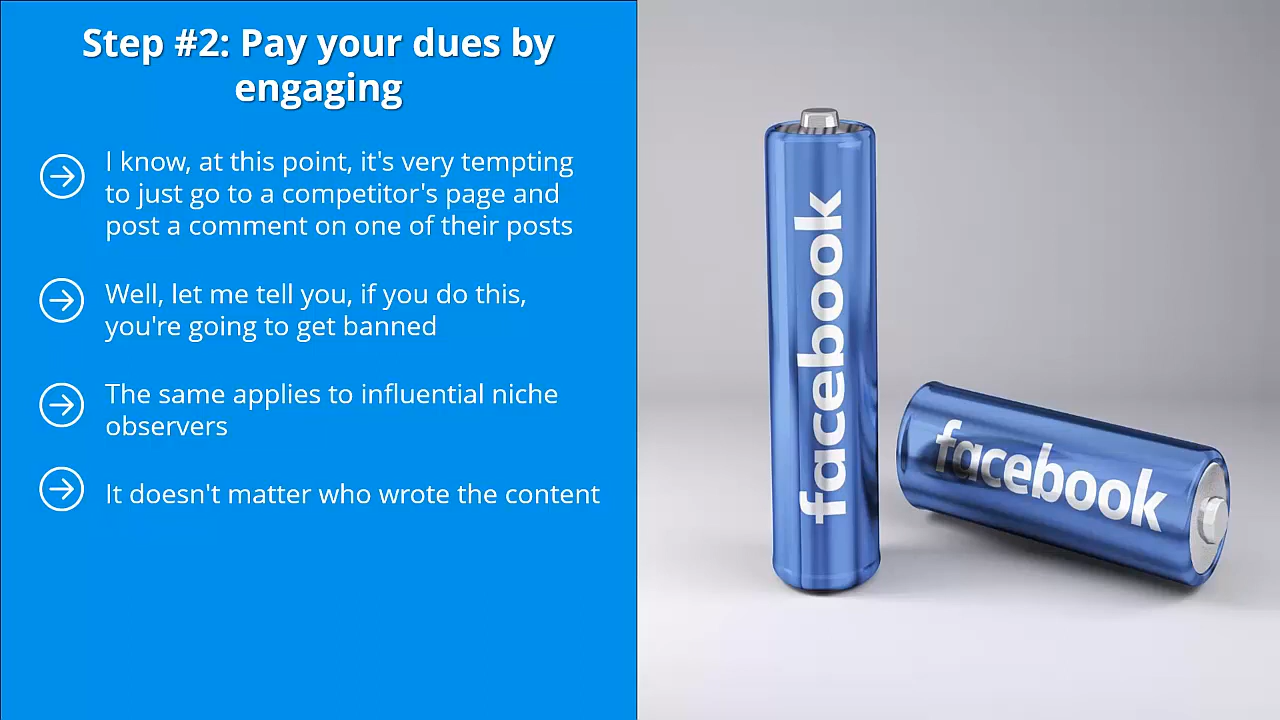 Step #2: Pay your dues by
engaging
I know, at this point, it's very tempting
to just go to a competitor's page and
post a comment on one of their posts
Well, let me tell you, if you do this,
you're going to get banned
The same applies to influential niche
observers
It doesn't matter who wrote the content
facebook
facebook